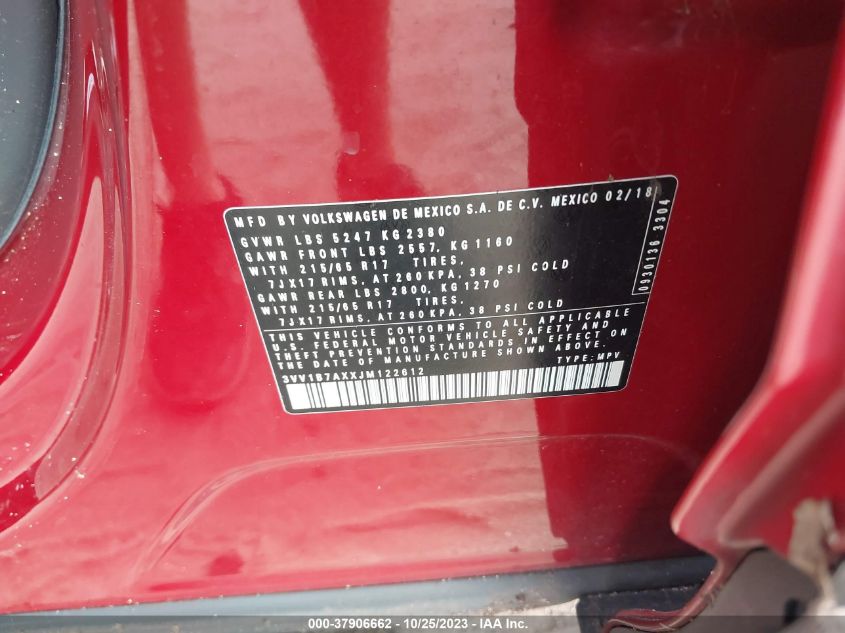 MFD BY VOLKSWAGEN DE MEXICO S.A. DE C.V. MEXICO 02/18
GVWR LBS 5247 KG 2380
GAWR FRONT LBS 2557, KG 1160
WITH 215/65 R17 TIRES,
7JX17 RIMS, AT 260 KPA, 38 PSI COLD
GAWR REAR LBS 2800, KG 1270
WITH 215/65 R17 TIRES,
7JX17 RIMS, AT 260 KPA, 38 PSI COLD
THIS VEHICLE CONFORMS TO ALL APPLICABLE
U.S. FEDERAL MOTOR VEHICLE SAFETY AND
THEFT PREVENTION STANDARDS IN EFFECT ON
THE DATE OF MANUFACTURE SHOWN ABOVE.
3VV1B7AXXJM122612 TYPE: MPV
0930136 3304
000-37906662 - 10/25/2023 - IAA Inc.